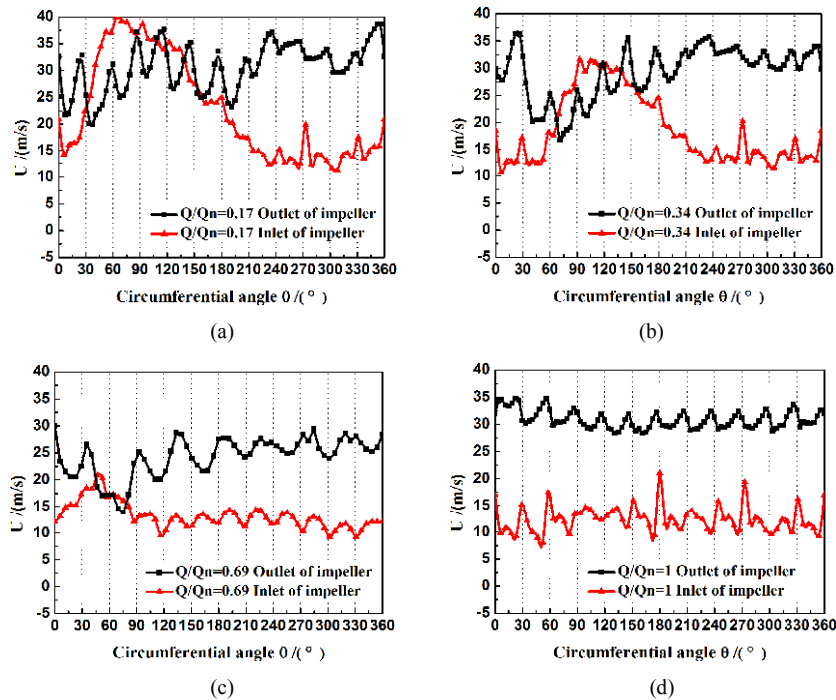 40
35
30
25
20
15
10
5
0
-5
U /(m/s)
Q/Qn=0.17 Outlet of impeller
Q/Qn=0.17 Inlet of impeller
0 30 60 90 120 150 180 210 240 270 300 330 360
Circumferential angle θ /( ° )
(a)
40
35
30
25
20
15
10
5
0
-5
U /(m/s)
Q/Qn=0.34 Outlet of impeller
Q/Qn=0.34 Inlet of impeller
0 30 60 90 120 150 180 210 240 270 300 330 360
Circumferential angle θ /( ° )
(b)
40
35
30
25
20
15
10
5
0
-5
U /(m/s)
Q/Qn=0.69 Outlet of impeller
Q/Qn=0.69 Inlet of impeller
0 30 60 90 120 150 180 210 240 270 300 330 360
Circumferential angle θ /( ° )
(c)
40
35
30
25
20
15
10
5
0
-5
U /(m/s)
Q/Qn=1 Outlet of impeller
Q/Qn=1 Inlet of impeller
0 30 60 90 120 150 180 210 240 270 300 330 360
Circumferential angle θ /( ° )
(d)